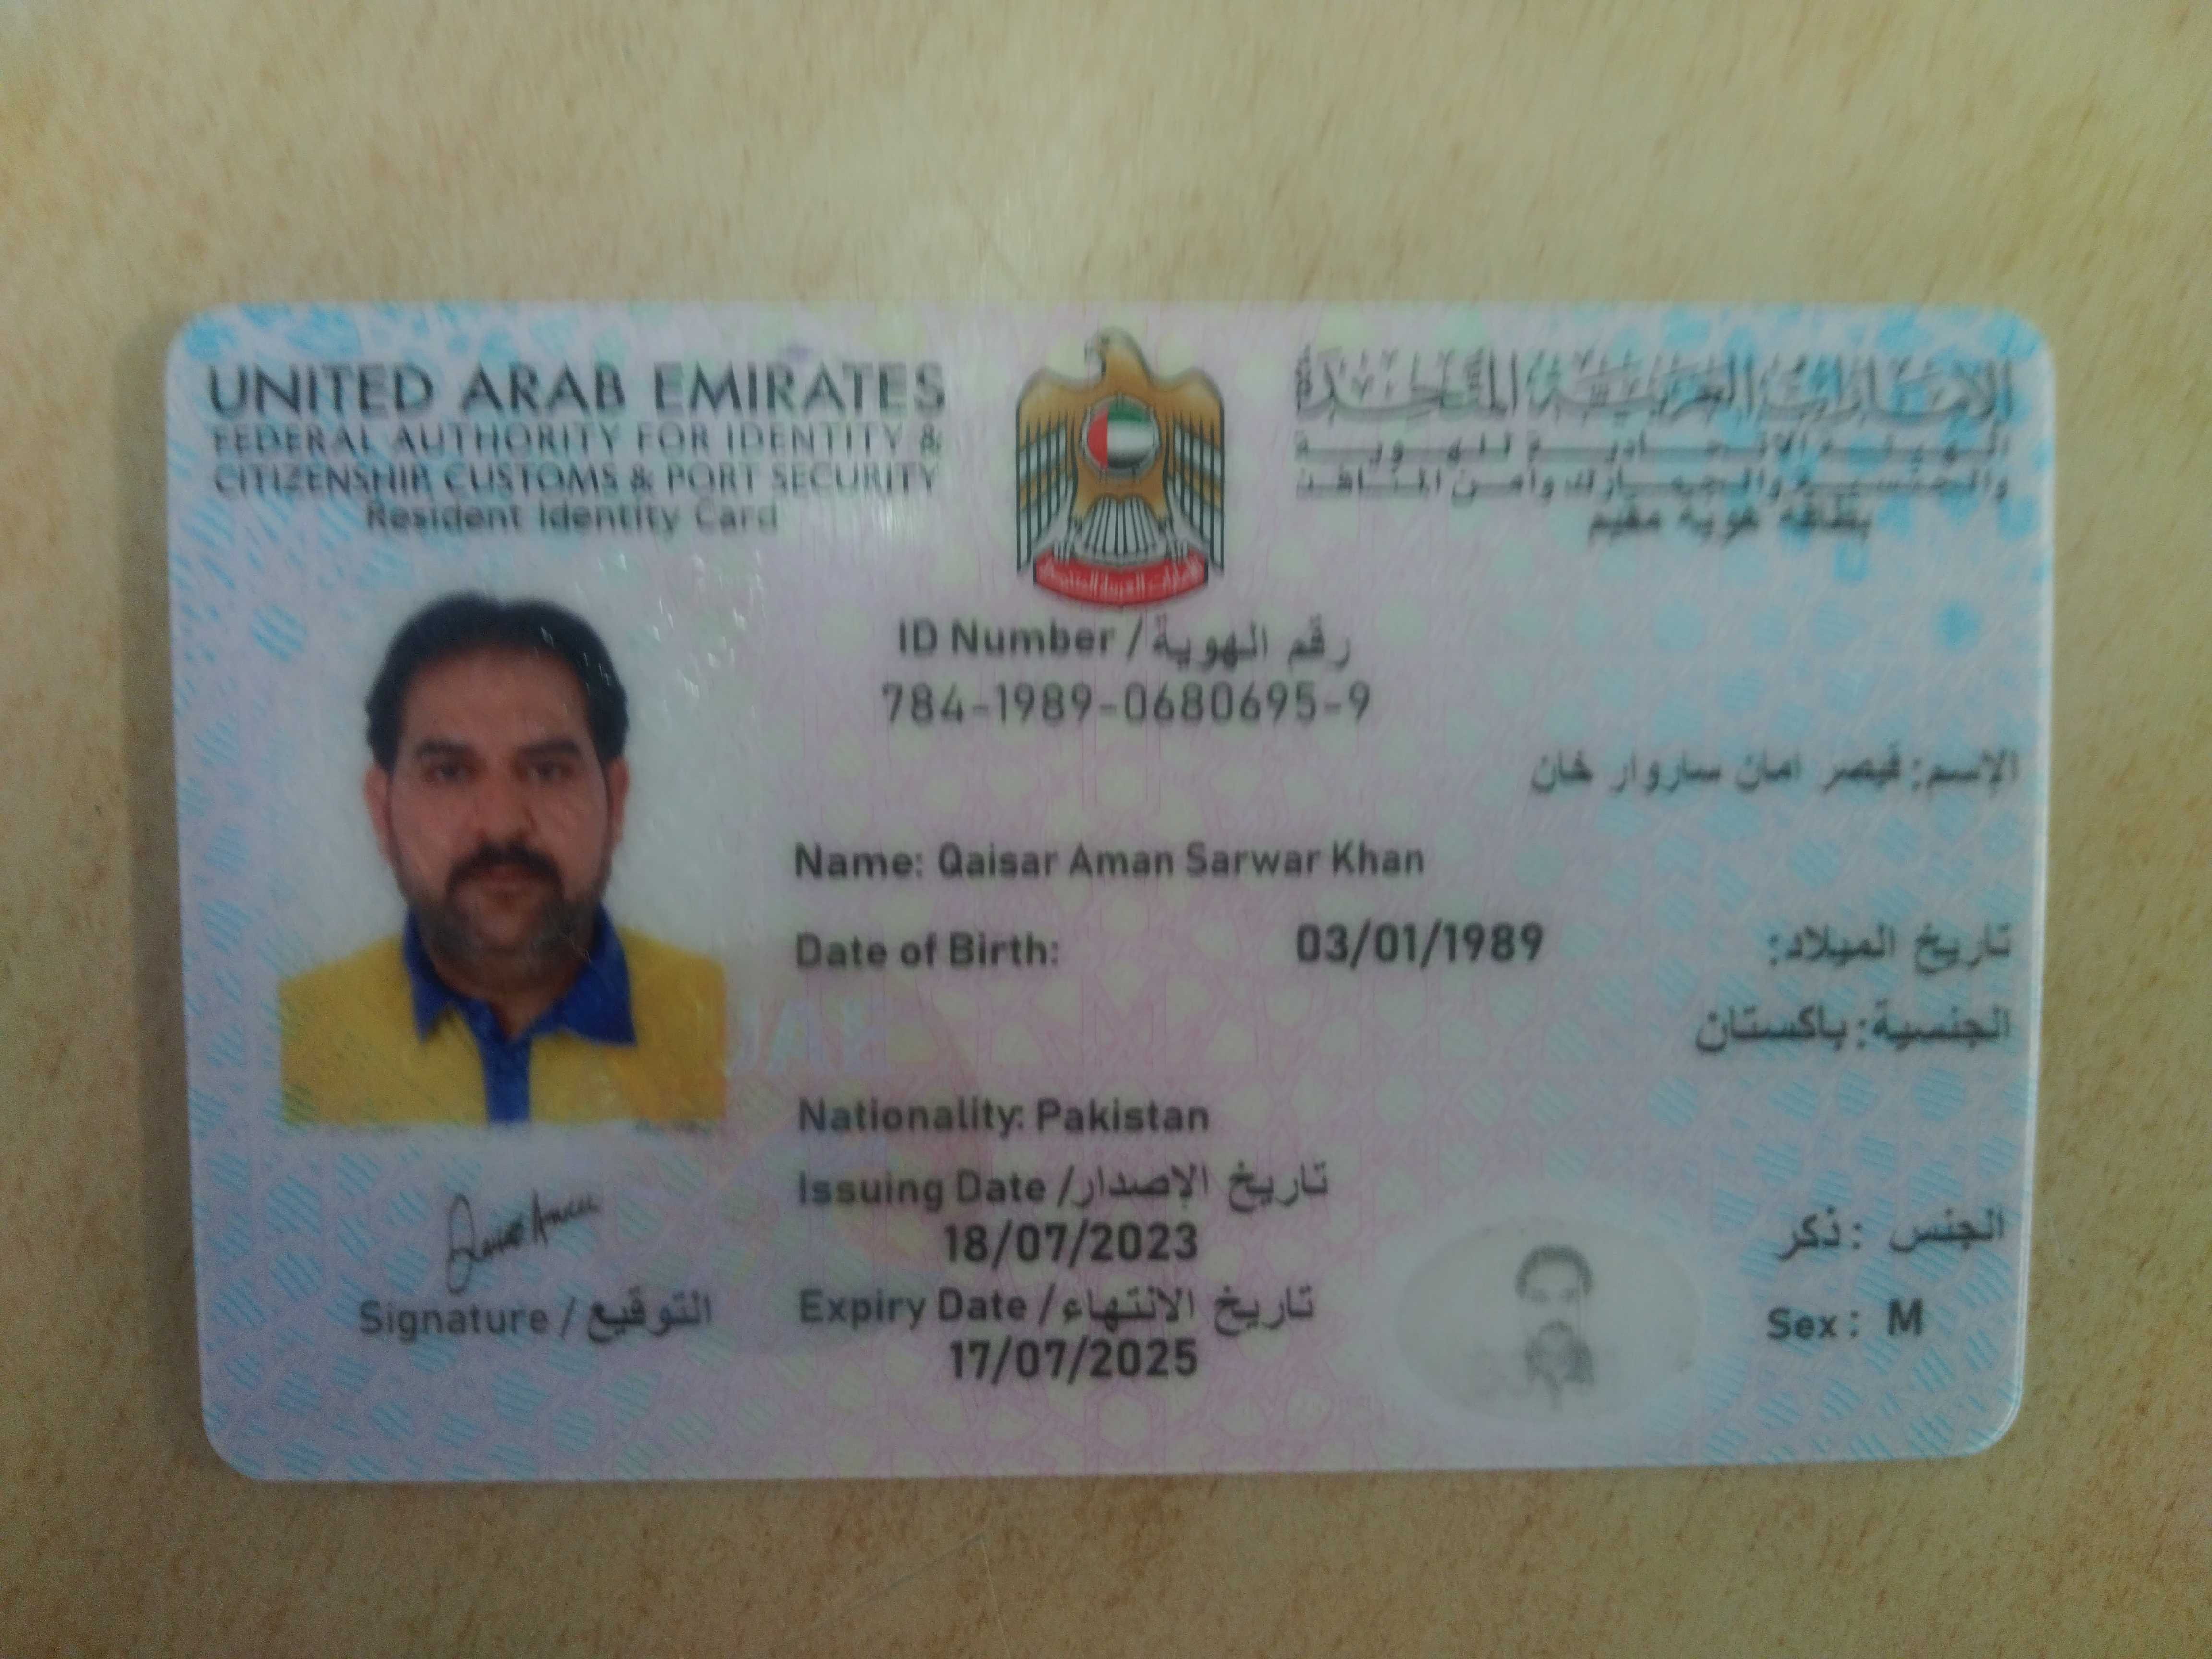 UNITED ARAB EMIRATES
FEDERAL AUTHORITY FOR IDENTITY &
CITIZENSHIP, CUSTOMS & PORT SECURITY
Resident Identity Card
الإمارات العربية المتحدة
الهيئة الاتحادية للهوية
والجنسية والجمارك وأمن المنافذ
بطاقة هوية مقيم
الإمارات العربية المتحدة
ID Number / رقم الهوية
784-1989-0680695-9
الإسم: قيصر امان ساروار خان
Name: Qaisar Aman Sarwar Khan
Date of Birth: 03/01/1989 تاريخ الميلاد:
الجنسية: باكستان
UAE
Nationality: Pakistan
Issuing Date / تاريخ الإصدار
18/07/2023
Expiry Date / تاريخ الانتهاء
17/07/2025
الجنس : ذكر
Sex : M
Signature / التوقيع